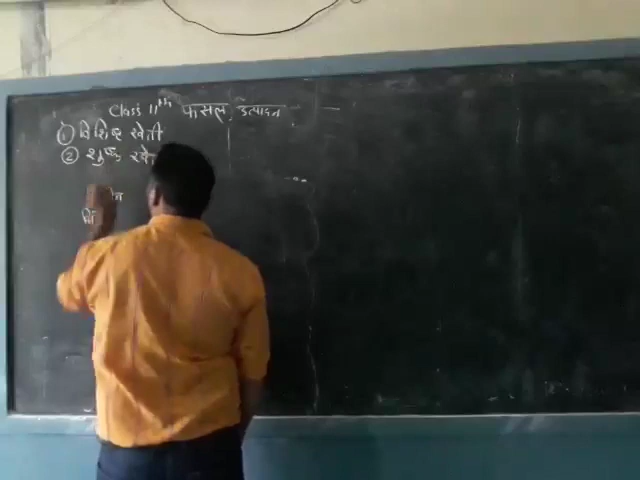 Class 11th फसल उत्पादन
① विशिष्ट खेती
② शुष्क खेती